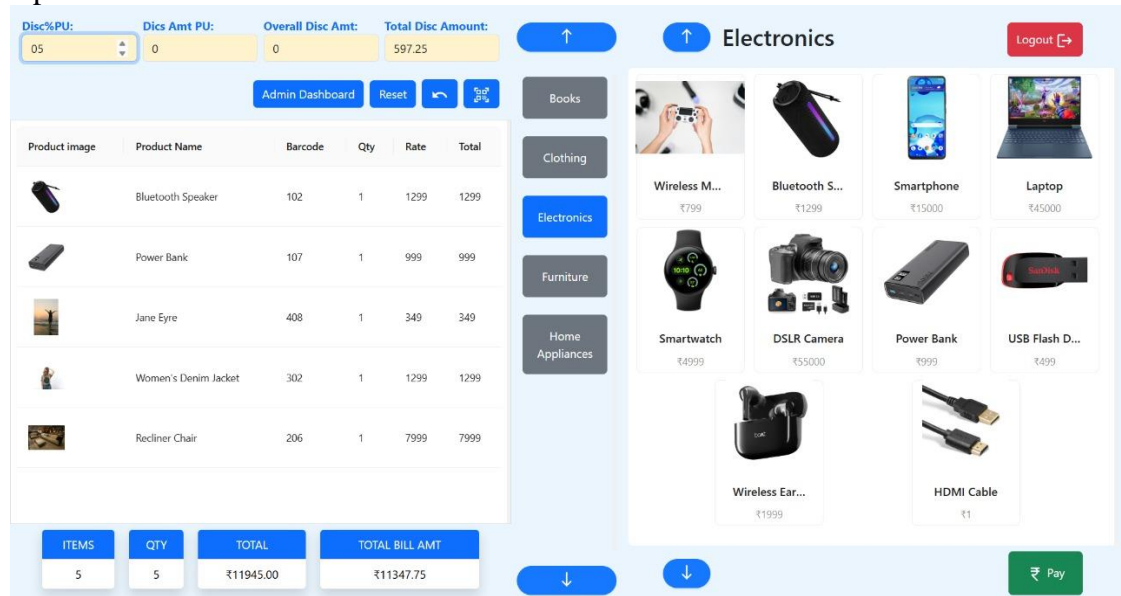 Disc%PU: Dics Amt PU: Overall Disc Amt: Total Disc Amount:
05 0 0 597.25
Admin Dashboard Reset
Product image Product Name Barcode Qty Rate Total
Bluetooth Speaker 102 1 1299 1299
Power Bank 107 1 999 999
Jane Eyre 408 1 349 349
Women's Denim Jacket 302 1 1299 1299
Recliner Chair 206 1 7999 7999
ITEMS QTY TOTAL TOTAL BILL AMT
5 5 ₹11945.00 ₹11347.75
Books
Clothing
Electronics
Furniture
Home
Appliances
Electronics
Logout
Wireless M... Bluetooth S... Smartphone Laptop
₹799 ₹1299 ₹15000 ₹45000
10:10
SanDisk
Smartwatch DSLR Camera Power Bank USB Flash D...
₹4999 ₹55000 ₹999 ₹499
Wireless Ear... HDMI Cable
₹1999 ₹1
₹ Pay